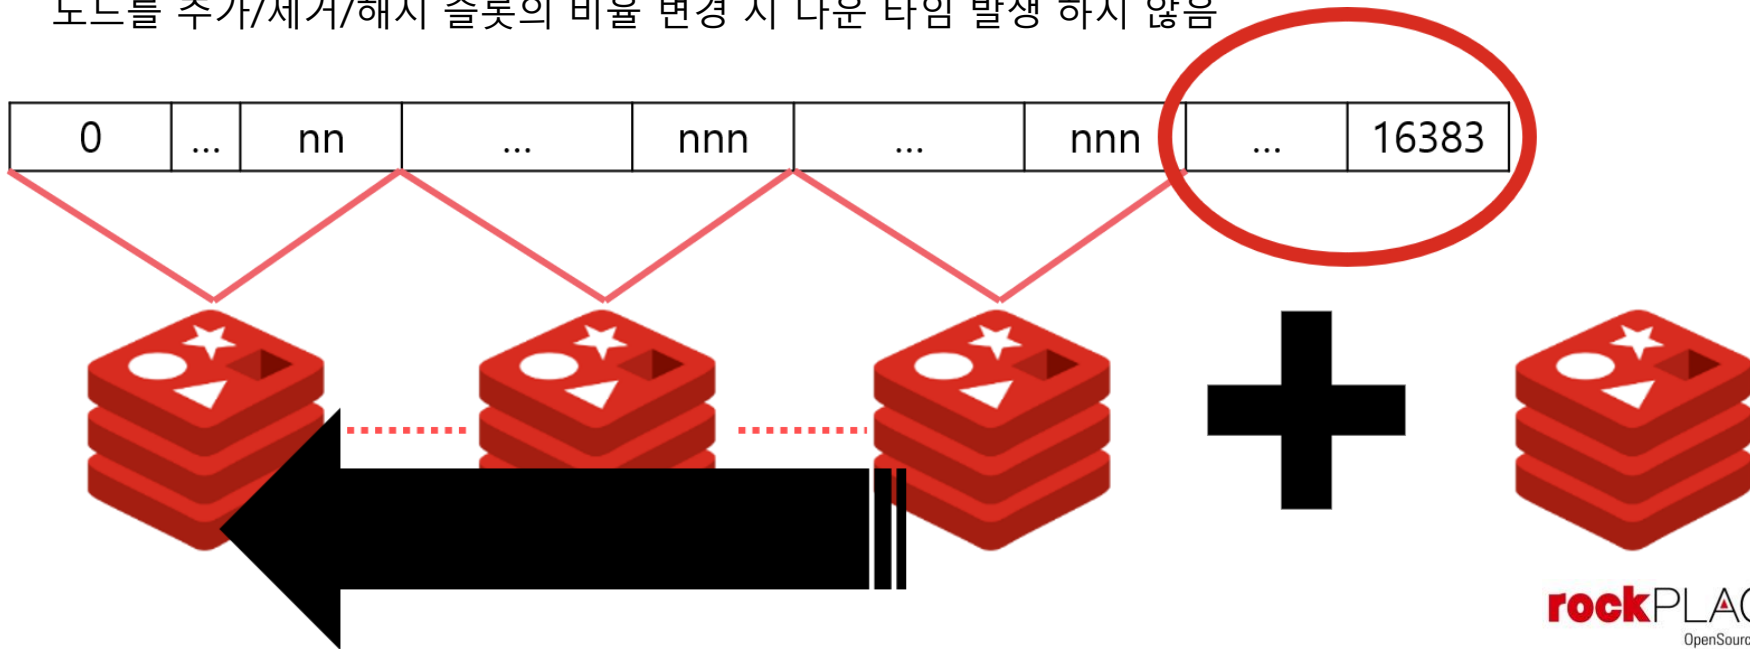 노드를 추가/제거/해시 슬롯의 비율 변경 시 다운 타임 발생 하지 않음
0 ... nn ... nnn ... nnn ... 16383
rockPLAC
OpenSourc